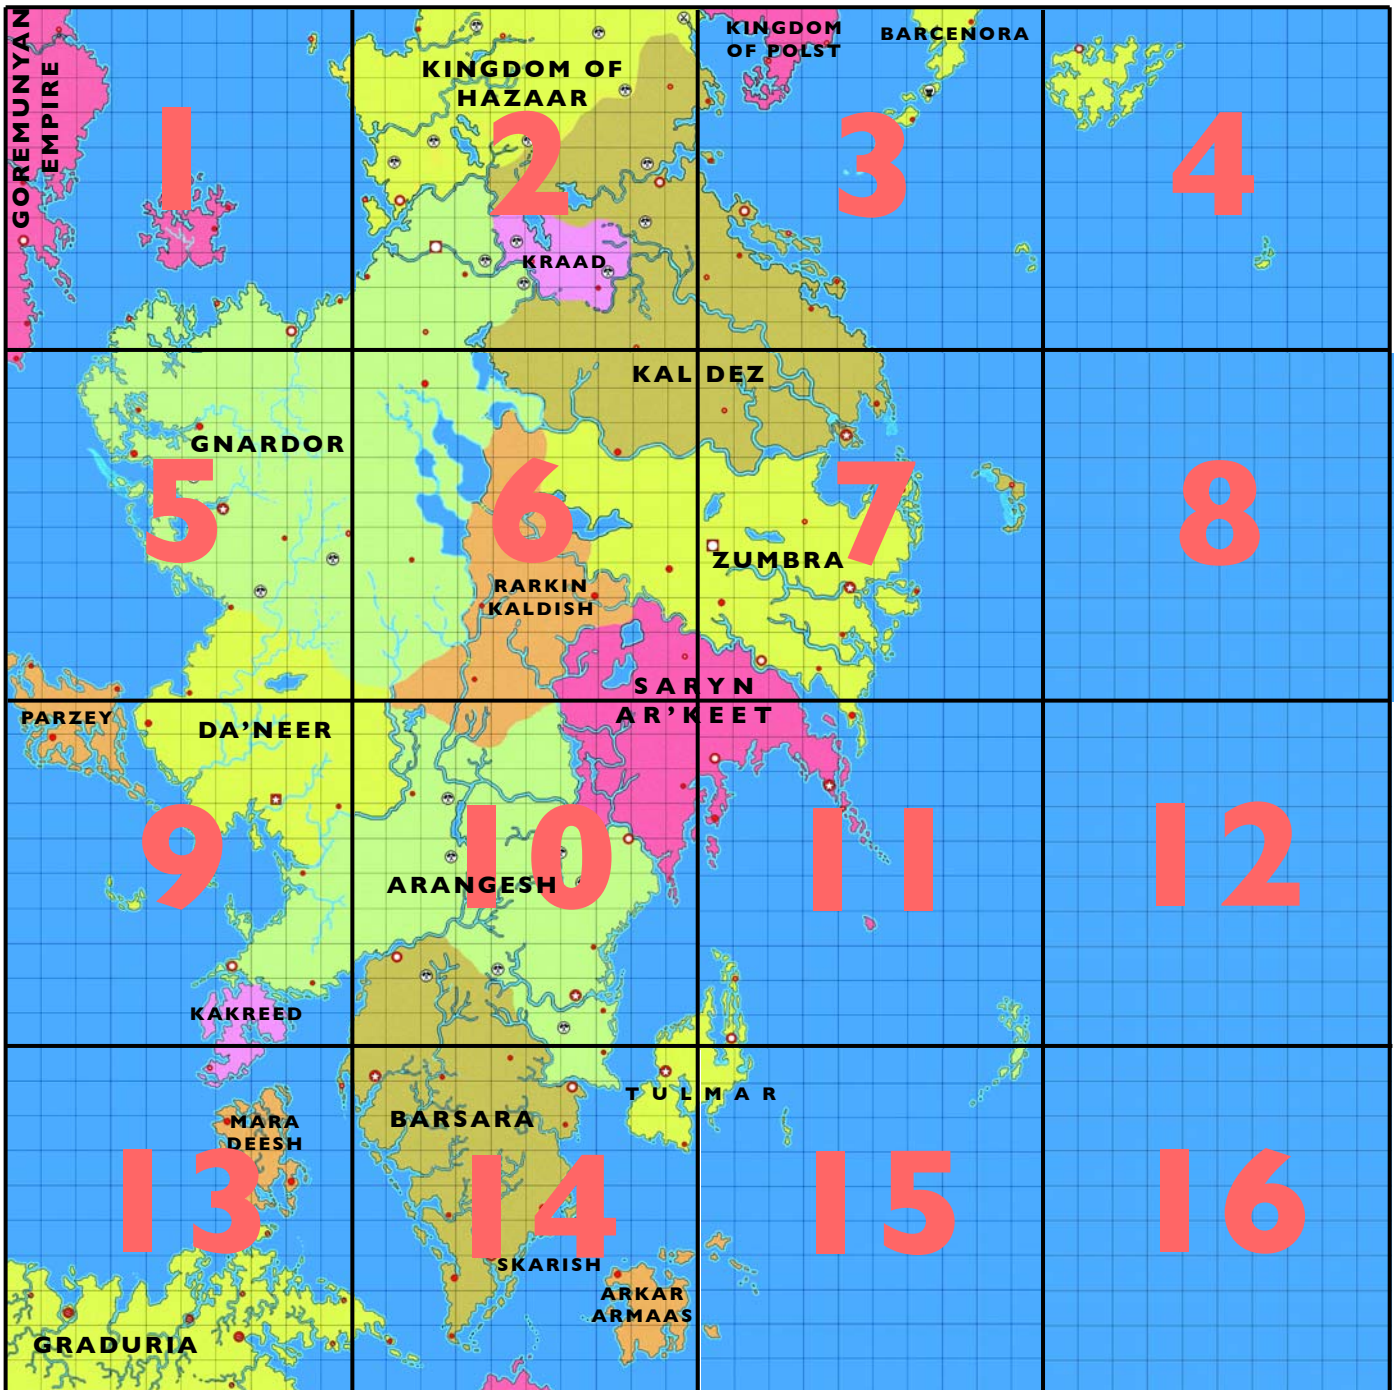 GOREMUNYAN
EMPIRE
1
KINGDOM OF
HAZAAR
2
KRAAD
KINGDOM
OF POLST
BARCENORA
3
4
GNARDOR
5
KAL DEZ
6
RARKIN
KALDISH
7
ZUMBRA
8
SARYN
AR'KEET
PARZEY
DA'NEER
9
KAKREED
10
ARANGESH
11
12
MARA
DEESH
13
GRADURIA
BARSARA
14
SKARISH
TULMAR
ARKAR
ARMAAS
15
16